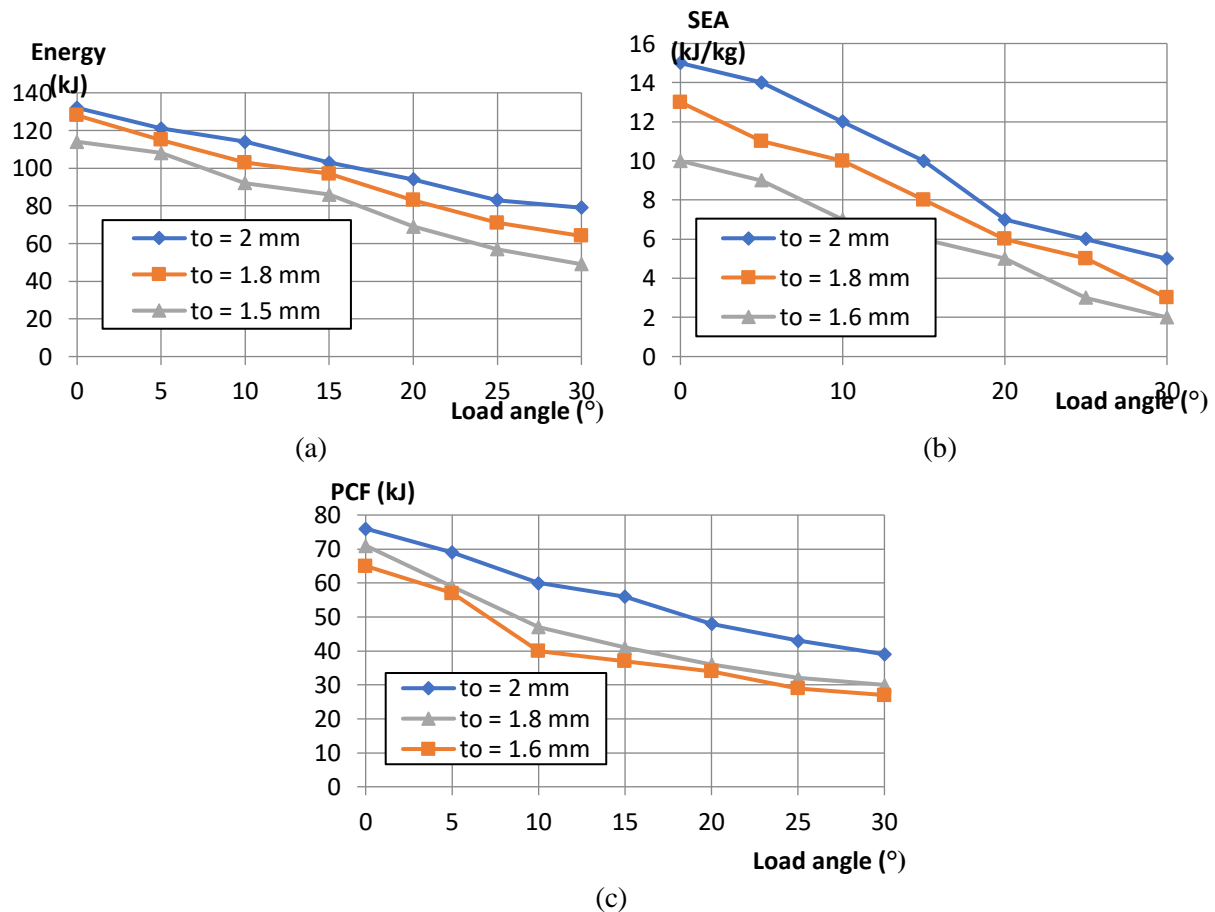 Energy
(kJ)
140
120
100
80
60
40
20
0
to = 2 mm
to = 1.8 mm
to = 1.5 mm
0 5 10 15 20 25 30
Load angle (°)
(a)
SEA
(kJ/kg)
16
14
12
10
8
6
4
2
0
to = 2 mm
to = 1.8 mm
to = 1.6 mm
0 10 20 30
Load angle (°)
(b)
PCF (kJ)
80
70
60
50
40
30
20
10
0
to = 2 mm
to = 1.8 mm
to = 1.6 mm
0 5 10 15 20 25 30
Load angle (°)
(c)